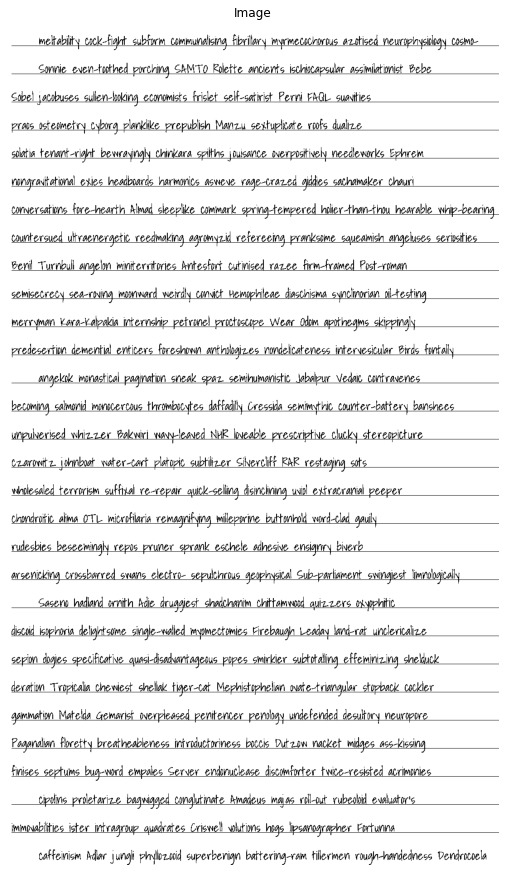 Image
meltability cock-fight subform communalising fibrillary myrmecochorous azotised neurophysiology cosmo-
Sonnie even-toothed porching SAMTO Rolette ancients ischiocapsular assimilationist Bebe
Sobel jacobuses sullen-looking economists frislet self-satirist Perni FAQL suavities
praos osteometry cyborg planklike prepublish Manzu sextuplicate roofs dualize
solatia tenant-right bewrayingly chinkara spilths jouisance overpositively needleworks Ephrem
nongravitational exies headboards harmonics asweve rage-crazed giddies sachamaker chauri
conversations fore-hearth Almad sleeplike commark spring-tempered holier-than-thou hearable whip-bearing
countersued ultraenergetic reedmaking agromyzid refereeing pranksome squeamish angeluses seriosities
Benil Turnbull angelon miniterritories Antesfort cutinised razee firm-framed Post-roman
semisecrecy sea-roving moonward weirdly convict Hemophileae diaschisma synclinorian oil-testing
merryman Kara-Kalpakia internship petronel proctoscope Wear Odom apothegms skippingly
predesertion demential enticers foreshown anthologizes nondelicateness intervesicular Birds fontally
angekok monastical pagination sneak spaz semihumanistic Jabalpur Vedaic contravenes
becoming salmonid monocercous thrombocytes daffadilly Cressida semimythic counter-battery banshees
unpulverised whizzer Bakwiri wavy-leaved NHR loveable prescriptive clucky stereopicture
czarowitz johnboat water-cart platopic subtilizer Silvercliff RAR restaging sots
wholesaled terrorism suffixal re-repair quick-selling disinclining uviol extracranial peeper
chondroitic alima OTL microfilaria remagnifying milleporine buttonhold word-clad gauily
rudesbies beseemingly repos pruner sprank eschele adhesive ensignry biverb
arsenicking crossbarred swans electro- sepulchrous geophysical Sub-parliament swingiest limnologically
Saseno hadland ornith Adie druggiest shadchanim chittamwood quizzers oxyphilic
discoid isophoria delightsome single-walled myomectomies Firebaugh Leaday land-rat unclericalize
sepion dogies specificative quasi-disadvantageous popes smirkier subtotalling effeminizing shelduck
deration Tropicalia chewiest shellak tiger-cat Mephistophelian ovate-triangular stopback cockler
gammation Matelda Gemarist overpleased penitencer penology undefended desultory neuropore
Paganalian floretty breatheableness introductoriness boccis Dutzow nacket midges ass-kissing
finises septums bug-word empales Server endonuclease discomforter twice-resisted acrimonies
cipolins proletarize bagwigged conglutinate Amadeus majas roll-out rubeoloid evaluator's
immovabilities ister intragroup quadrates Criswell volutions hogs lipsanographer Fortunna
caffeinism Adlar jungli phyllozooid superbenign battering-ram tillermen rough-handedness Dendrocoela